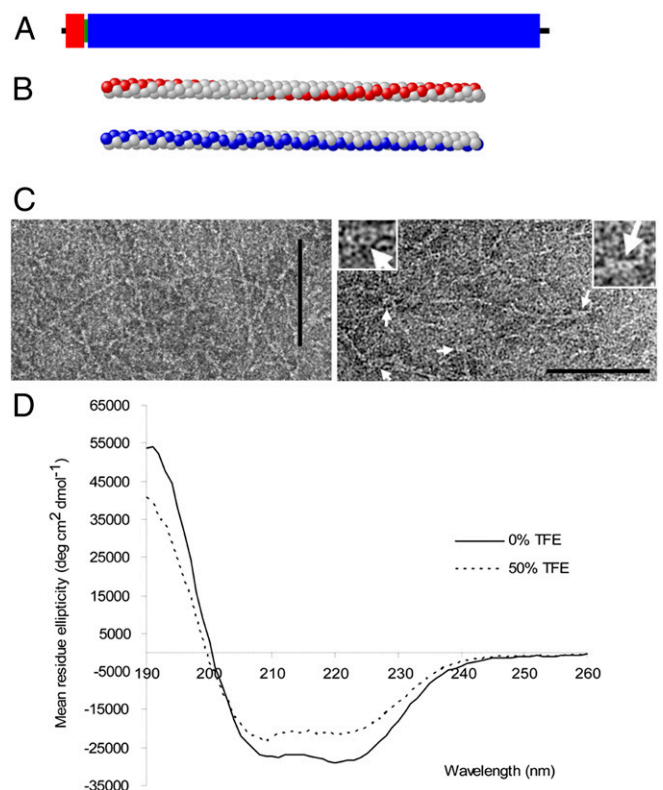 A
B
C
D
65000
55000
45000
35000
25000
15000
5000
-5000
-15000
-25000
-35000
Mean residue ellipticity (deg cm² dmol⁻¹)
190 200 210 220 230 240 250 260
0% TFE
50% TFE
Wavelength (nm)